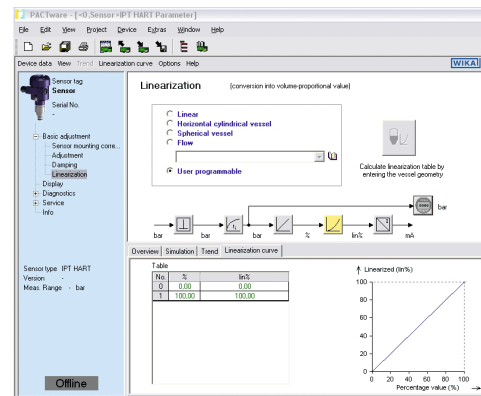 PACTware - [<0,Sensor>IPT HART Parameter]
File Edit View Project Device Extras Window Help
Device data View Trend Linearization curve Options Help
WIKAI
Sensor tag
Sensor
Serial No.
-
Basic adjustment
Sensor mounting corre...
Adjustment
Damping
Linearization
Display
Diagnostics
Service
Info
Sensor type IPT HART
Version -
Meas. Range - bar
Offline
Linearization (conversion into volume-proportional value)
Linear
Horizontal cylindrical vessel
Spherical vessel
Flow
User programmable
Calculate linearization table by
entering the vessel geometry
bar
bar bar bar % lin% mA
Overview Simulation Trend Linearization curve
Table
No. % lin%
0 0,00 0,00
1 100,00 100,00
Linearized (lin%)
100
80
60
40
20
0
0 20 40 60 80 100
Percentage value (%)